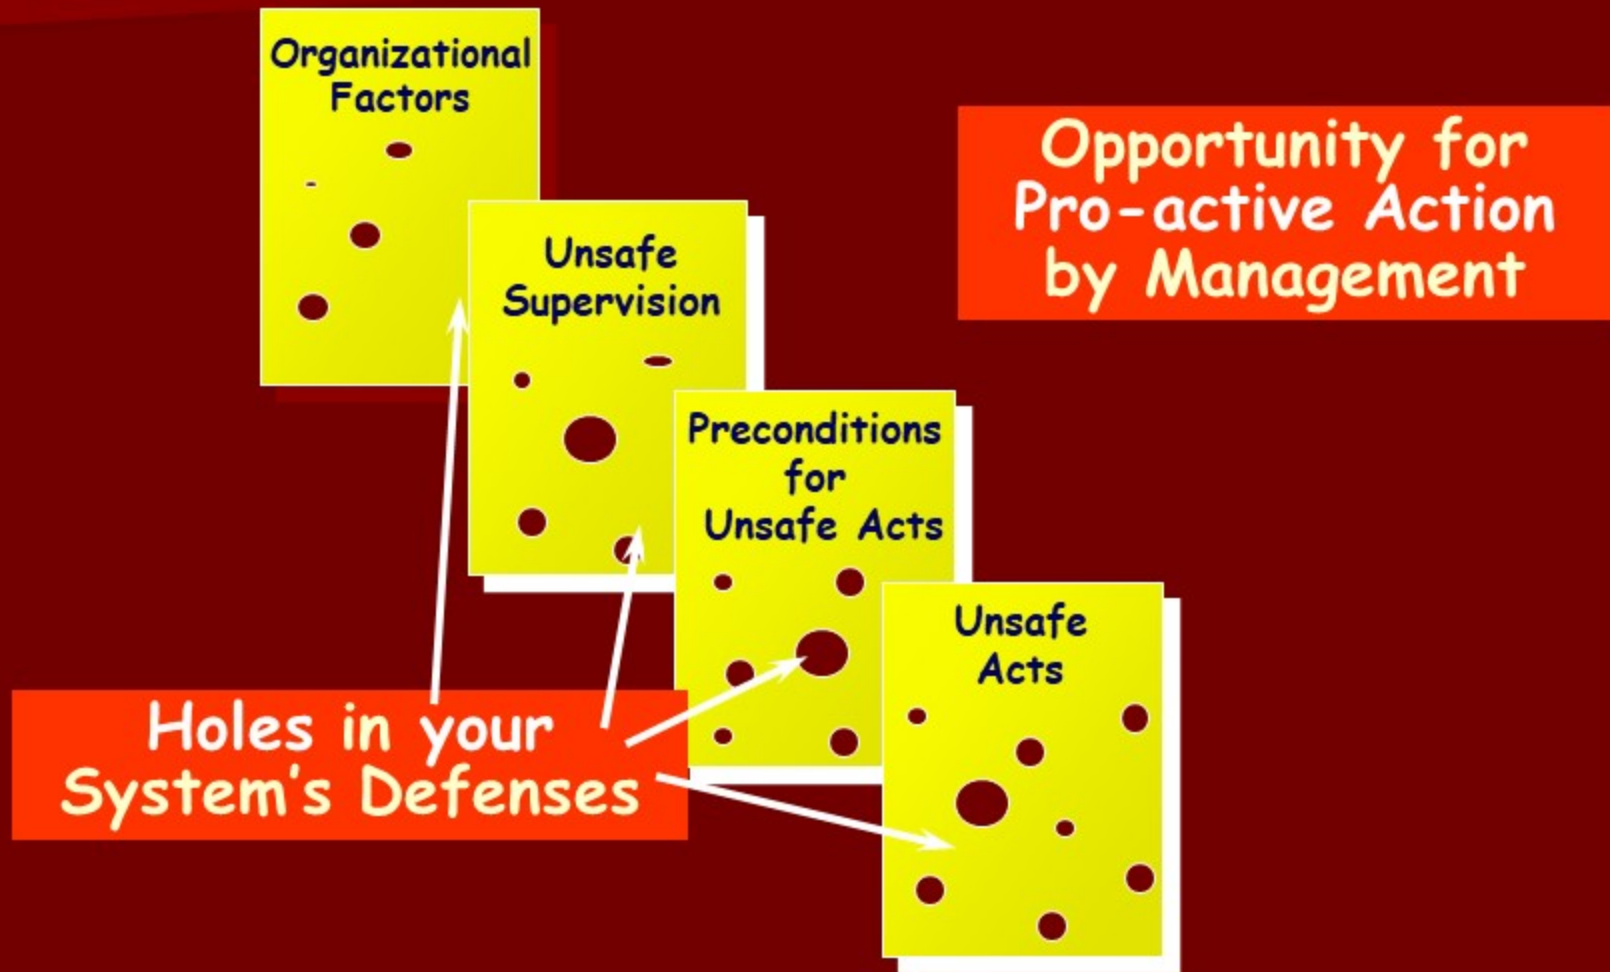 Organizational
Factors
Opportunity for
Pro-active Action
by Management
Unsafe
Supervision
Preconditions
for
Unsafe Acts
Unsafe
Acts
Holes in your
System's Defenses